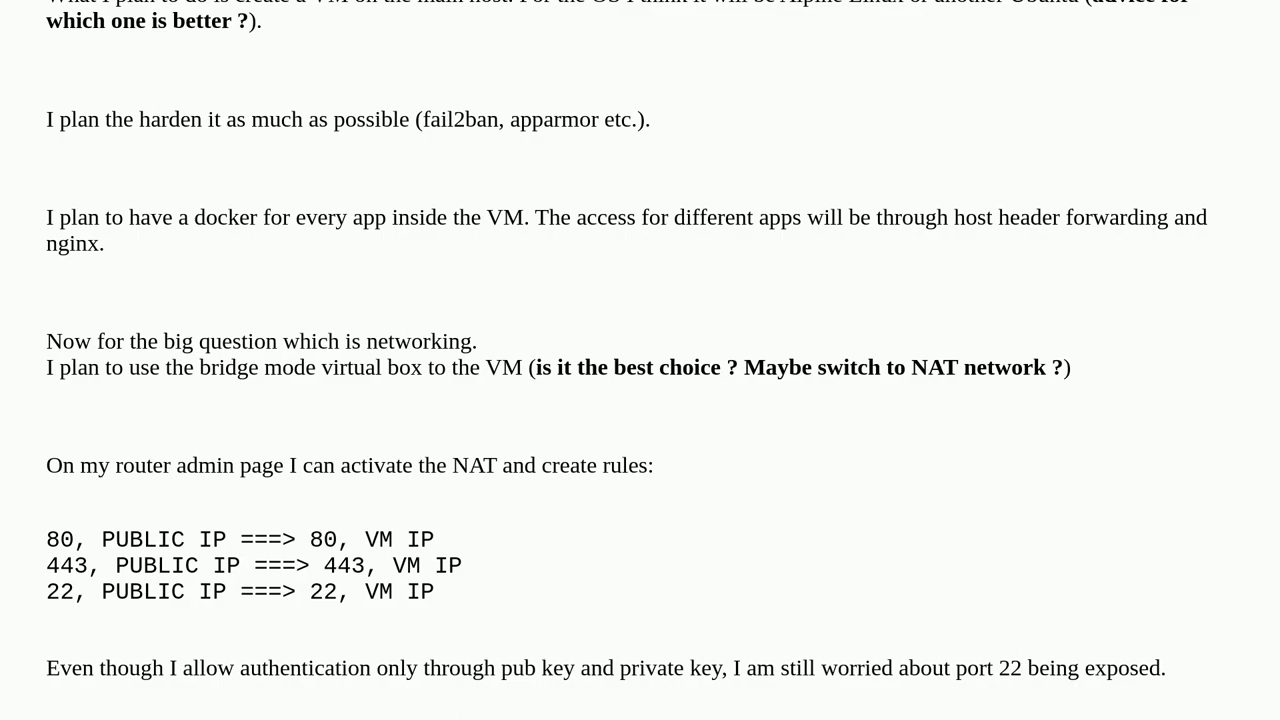 which one is better ?).
I plan the harden it as much as possible (fail2ban, apparmor etc.).
I plan to have a docker for every app inside the VM. The access for different apps will be through host header forwarding and
nginx.
Now for the big question which is networking.
I plan to use the bridge mode virtual box to the VM (is it the best choice ? Maybe switch to NAT network ?)
On my router admin page I can activate the NAT and create rules:
80, PUBLIC IP ===> 80, VM IP
443, PUBLIC IP ===> 443, VM IP
22, PUBLIC IP ===> 22, VM IP
Even though I allow authentication only through pub key and private key, I am still worried about port 22 being exposed.